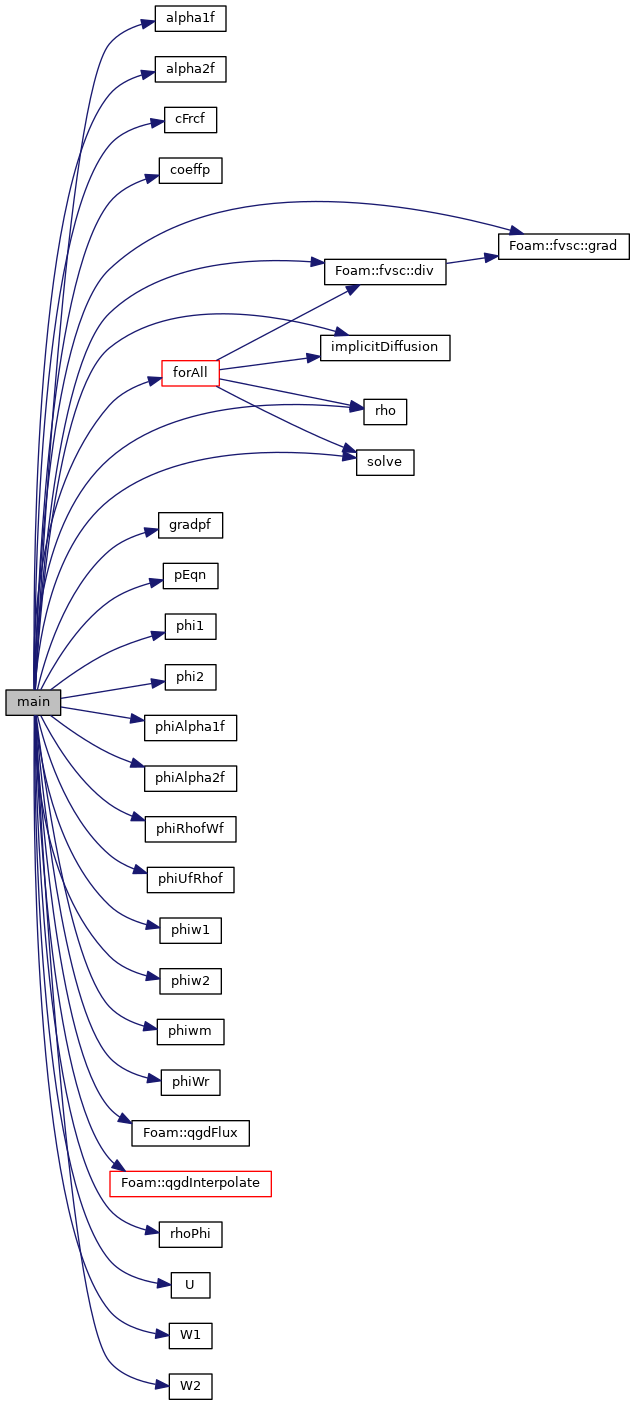 alpha1f
alpha2f
cFrcf
coeffp
Foam::fvsc::grad
Foam::fvsc::div
implicitDiffusion
forAll
rho
solve
gradpf
pEqn
phi1
phi2
main
phiAlpha1f
phiAlpha2f
phiRhofWf
phiUfRhof
phiw1
phiw2
phiwm
phiWr
Foam::qgdFlux
Foam::qgdInterpolate
rhoPhi
U
W1
W2